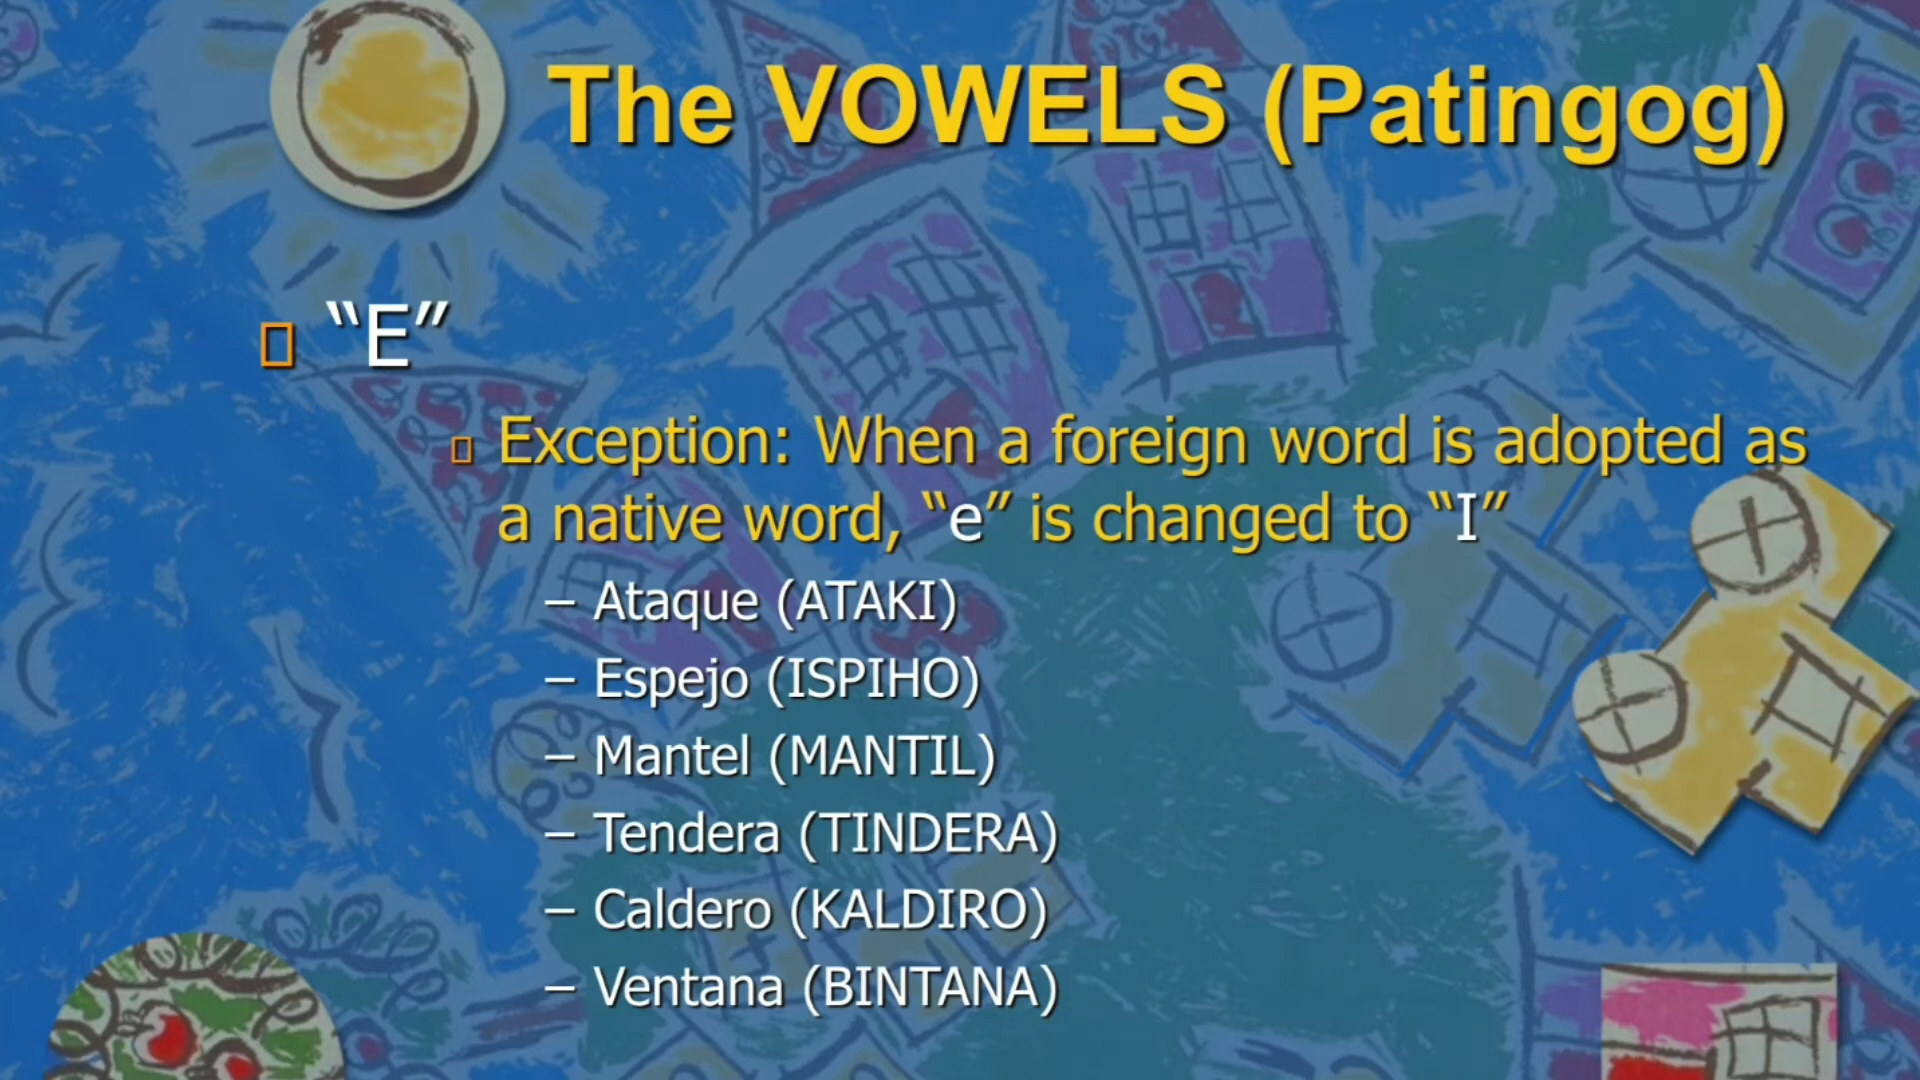 The VOWELS (Patingog)
“E”
Exception: When a foreign word is adopted as
a native word, “e” is changed to “I”
– Ataque (ATAKI)
– Espejo (ISPIHO)
– Mantel (MANTIL)
– Tendera (TINDERA)
– Caldero (KALDIRO)
– Ventana (BINTANA)